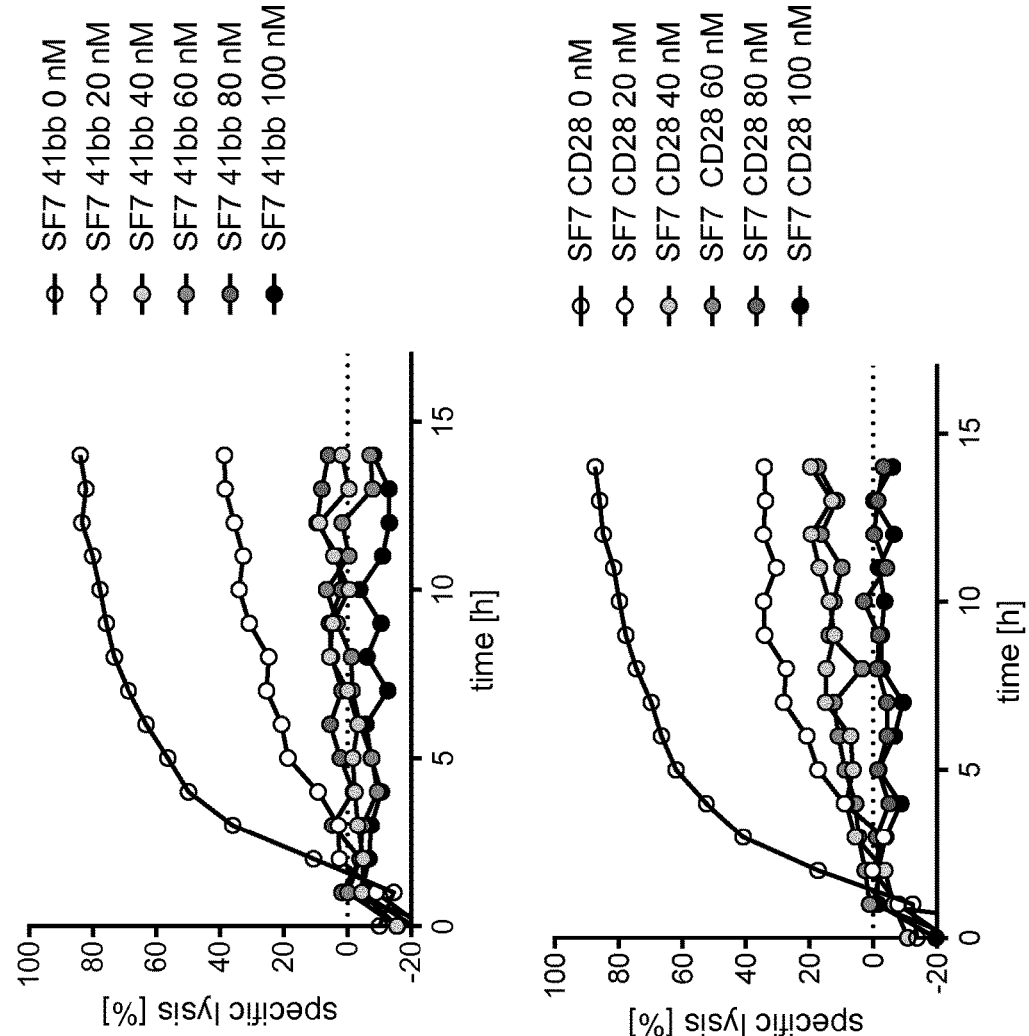 SF7 41bb 0 nM
SF7 41bb 20 nM
SF7 41bb 40 nM
SF7 41bb 60 nM
SF7 41bb 80 nM
SF7 41bb 100 nM
100
80
60
40
20
0
-20
specific lysis [%]
0
5
10
15
time [h]
SF7 CD28 0 nM
SF7 CD28 20 nM
SF7 CD28 40 nM
SF7 CD28 60 nM
SF7 CD28 80 nM
SF7 CD28 100 nM
100
80
60
40
20
0
-20
specific lysis [%]
0
5
10
15
time [h]